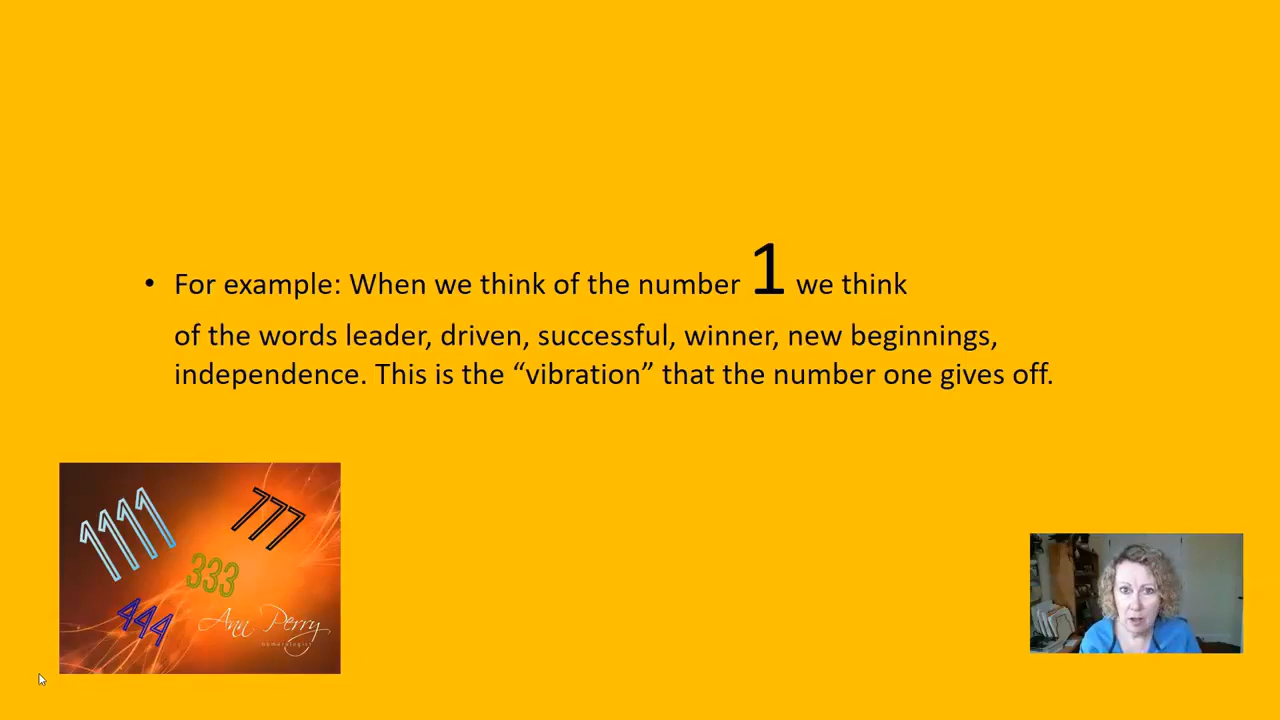 • For example: When we think of the number 1 we think
of the words leader, driven, successful, winner, new beginnings,
independence. This is the “vibration” that the number one gives off.
1111
777
333
444
Ann Perry
numerologist